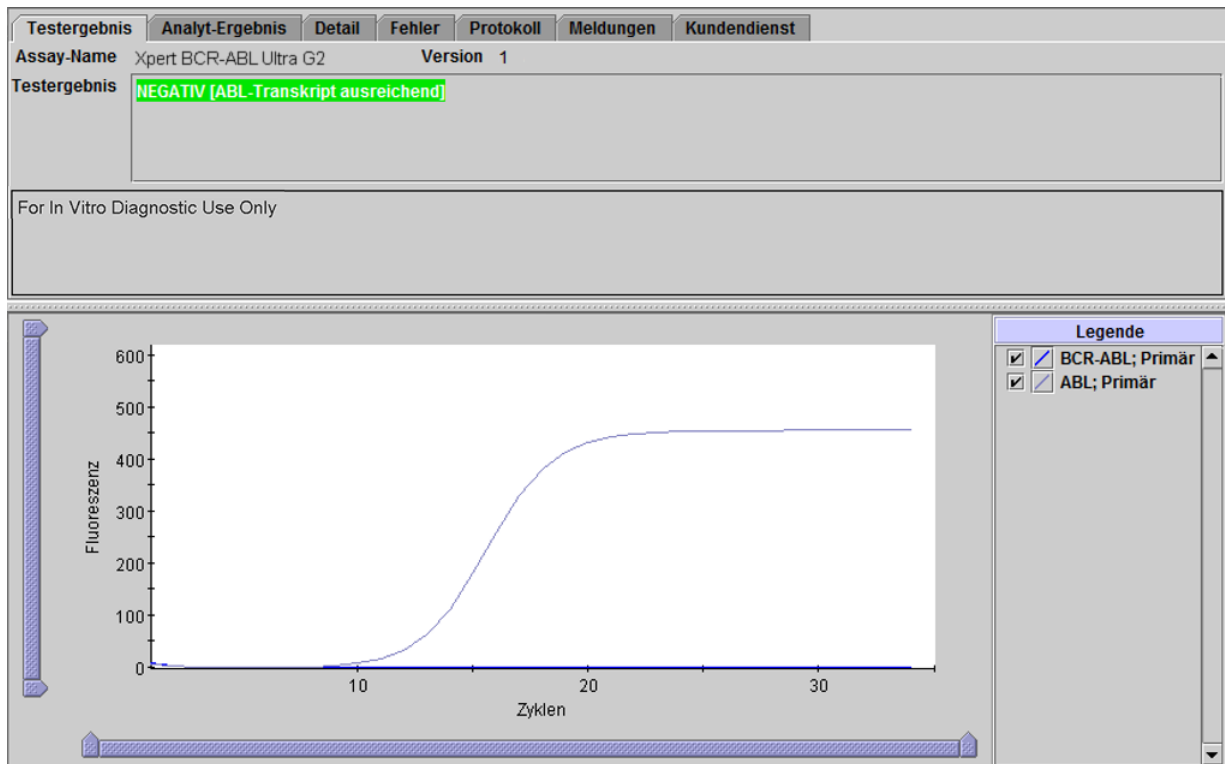 Testergebnis Analyt-Ergebnis Detail Fehler Protokoll Meldungen Kundendienst
Assay-Name Xpert BCR-ABL Ultra G2 Version 1
Testergebnis NEGATIV [ABL-Transkript ausreichend]
For In Vitro Diagnostic Use Only
Legende
BCR-ABL; Primär
ABL; Primär
600
500
400
300
200
100
0
Fluoreszenz
10 20 30
Zyklen